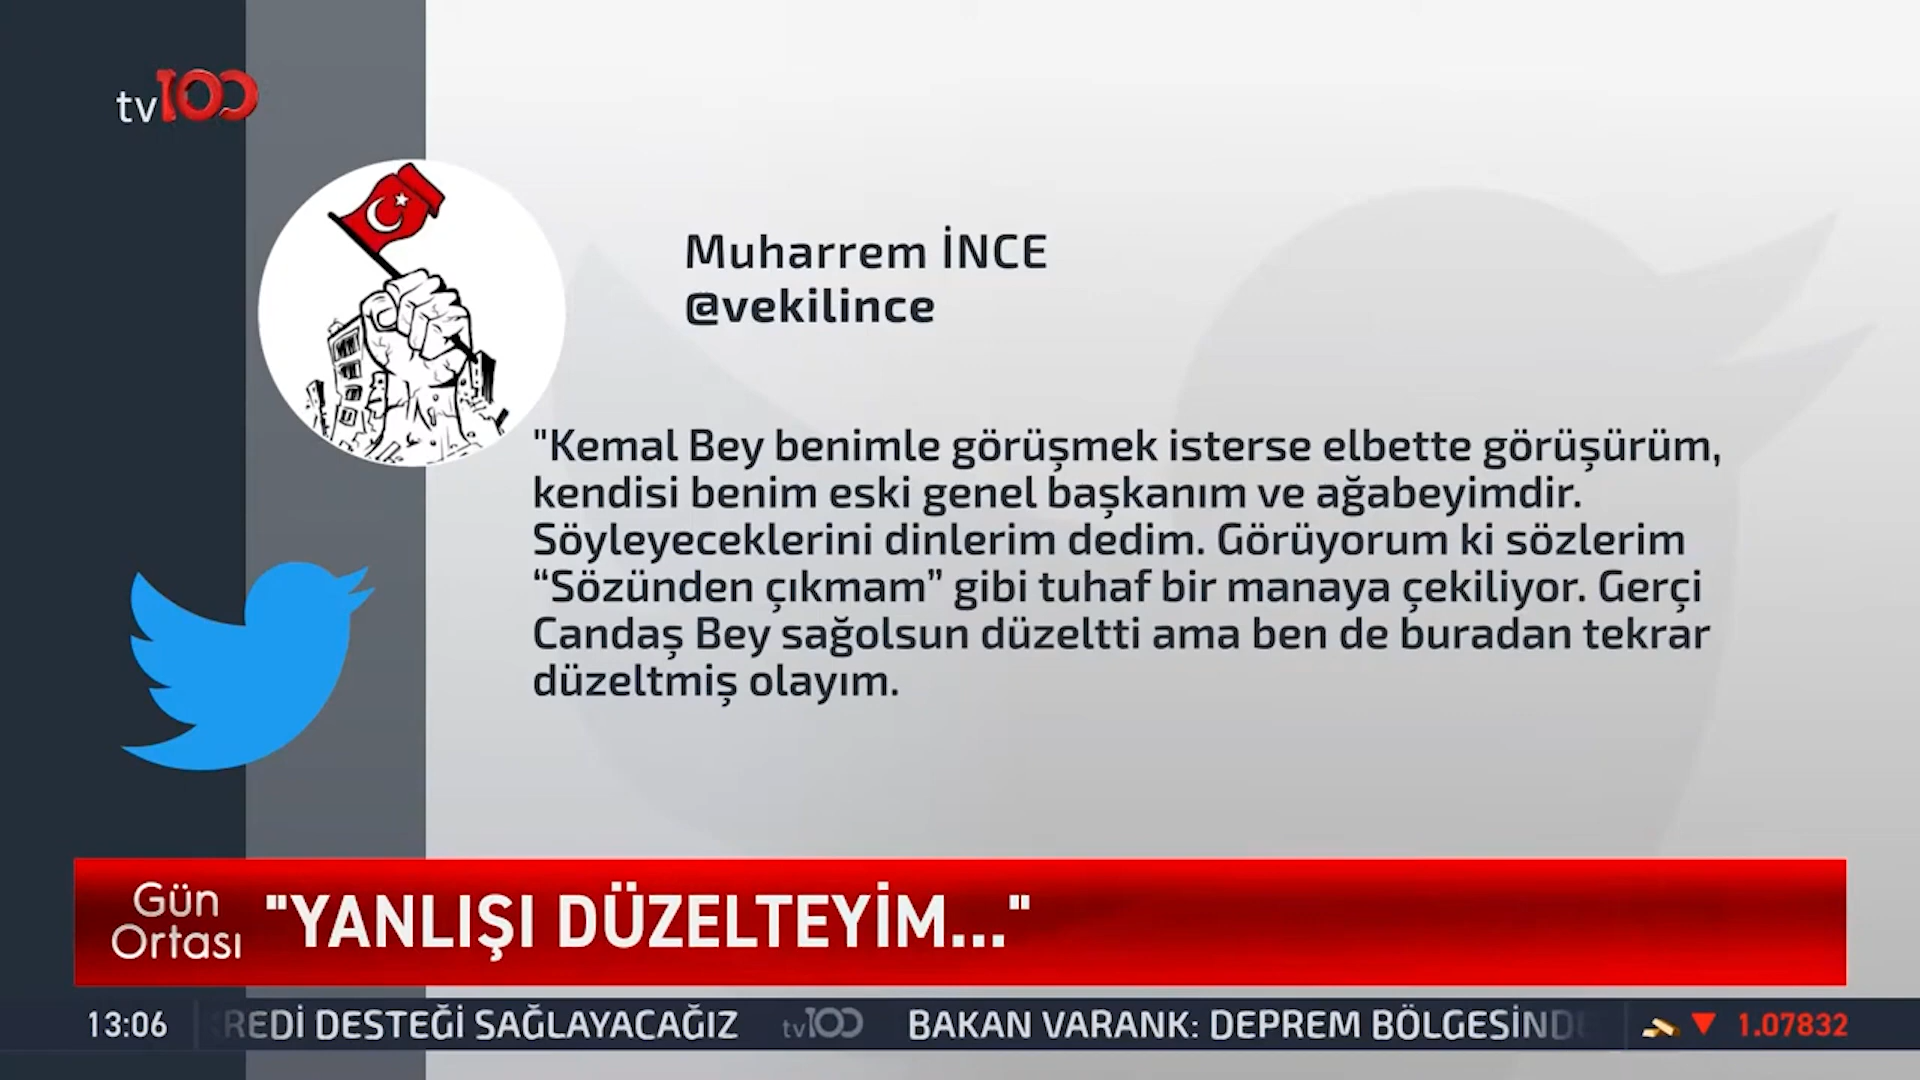 tv100
Muharrem İNCE
@vekilince
"Kemal Bey benimle görüşmek isterse elbette görüşürüm,
kendisi benim eski genel başkanım ve ağabeyimdir.
Söyleyeceklerini dinlerim dedim. Görüyorum ki sözlerim
“Sözünden çıkmam” gibi tuhaf bir manaya çekiliyor. Gerçi
Candaş Bey sağolsun düzeltti ama ben de buradan tekrar
düzeltmiş olayım.
Gün
Ortası
"YANLIŞI DÜZELTEYİM..."
13:06 REDİ DESTEĞİ SAĞLAYACAĞIZ tv100 BAKAN VARANK: DEPREM BÖLGESİND 1.07832